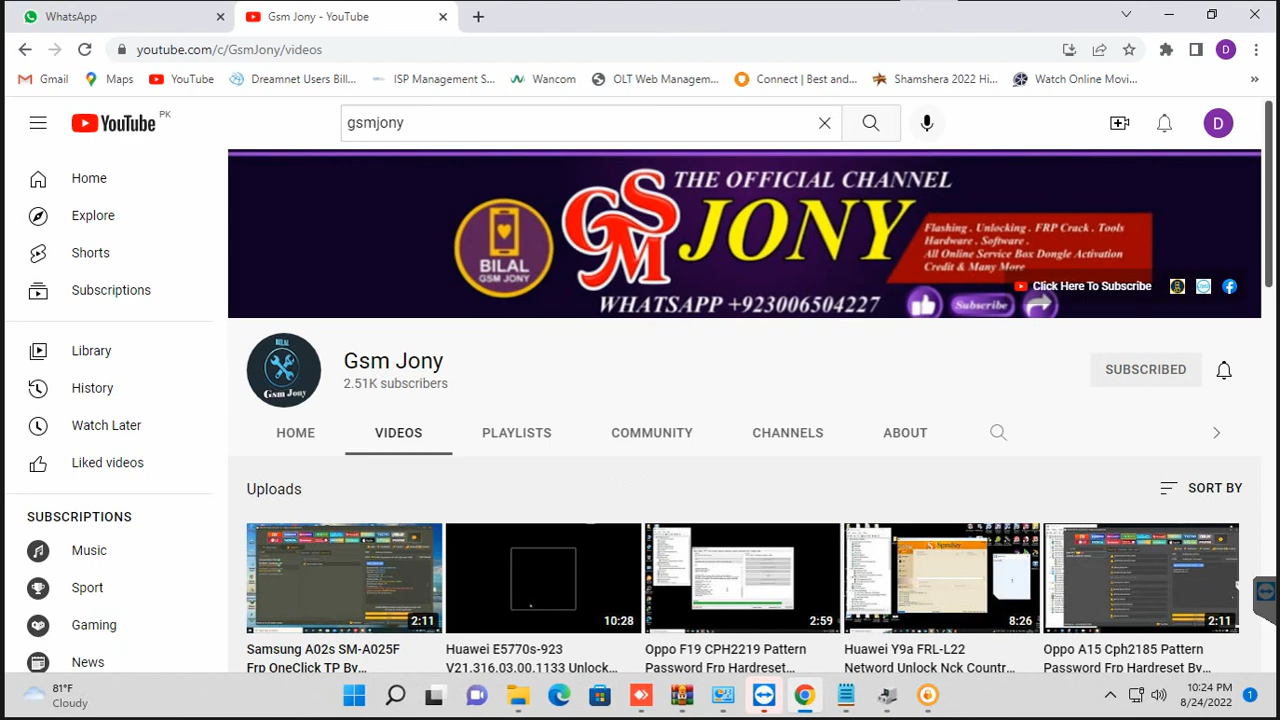 WhatsApp
Gsm Jony - YouTube
youtube.com/c/GsmJony/videos
D
Gmail
Maps
YouTube
Dreamnet Users Bill...
ISP Management S...
Wancom
OLT Web Managem...
Connect | Best and...
Shamshera 2022 Hi...
Watch Online Movi...
YouTube PK
gsmjony
D
Home
Explore
Shorts
Subscriptions
Library
History
Watch Later
Liked videos
SUBSCRIPTIONS
Music
Sport
Gaming
News
THE OFFICIAL CHANNEL
GSM JONY
BILAL
GSM JONY
Flashing . Unlocking . FRP Crack . Tools
Hardware . Software .
All Online Service Box Dongle Activation
Credit & Many More
Click Here To Subscribe
WHATSAPP +923006504227
Subscribe
BILAL
Gsm Jony
Gsm Jony
2.51K subscribers
SUBSCRIBED
HOME
VIDEOS
PLAYLISTS
COMMUNITY
CHANNELS
ABOUT
Uploads
SORT BY
2:11
10:28
2:59
8:26
2:11
Samsung A02s SM-A025F
Frp OneClick TP By...
Huawei E5770s-923
V21.316.03.00.1133 Unlock...
Oppo F19 CPH2219 Pattern
Password Frp Hardreset...
Huawei Y9a FRL-L22
Netword Unlock Nck Countr...
Oppo A15 Cph2185 Pattern
Password Frp Hardreset By...
81°F
Cloudy
10:24 PM
8/24/2022
1